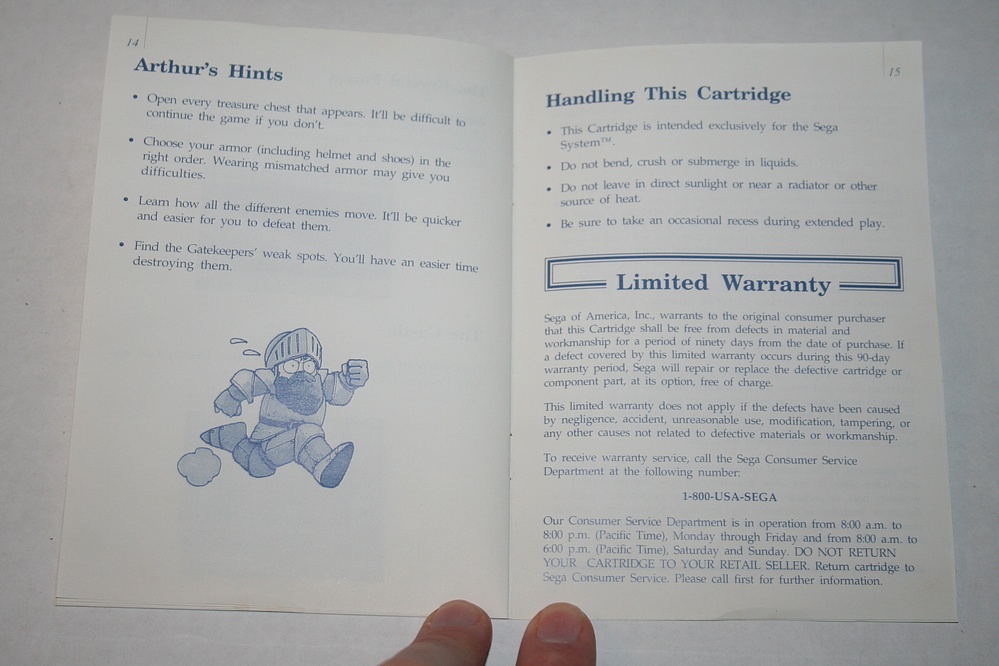 14
Arthur's Hints
• Open every treasure chest that appears. It'll be difficult to
continue the game if you don't.
• Choose your armor (including helmet and shoes) in the
right order. Wearing mismatched armor may give you
difficulties.
• Learn how all the different enemies move. It'll be quicker
and easier for you to defeat them.
• Find the Gatekeepers' weak spots. You'll have an easier time
destroying them.
15
Handling This Cartridge
• This Cartridge is intended exclusively for the Sega
System™.
• Do not bend, crush or submerge in liquids.
• Do not leave in direct sunlight or near a radiator or other
source of heat.
• Be sure to take an occasional recess during extended play.
Limited Warranty
Sega of America, Inc., warrants to the original consumer purchaser
that this Cartridge shall be free from defects in material and
workmanship for a period of ninety days from the date of purchase. If
a defect covered by this limited warranty occurs during this 90-day
warranty period, Sega will repair or replace the defective cartridge or
component part, at its option, free of charge.
This limited warranty does not apply if the defects have been caused
by negligence, accident, unreasonable use, modification, tampering, or
any other causes not related to defective materials or workmanship.
To receive warranty service, call the Sega Consumer Service
Department at the following number:
1-800-USA-SEGA
Our Consumer Service Department is in operation from 8:00 a.m. to
8:00 p.m. (Pacific Time), Monday through Friday and from 8:00 a.m. to
6:00 p.m. (Pacific Time), Saturday and Sunday. DO NOT RETURN
YOUR CARTRIDGE TO YOUR RETAIL SELLER. Return cartridge to
Sega Consumer Service. Please call first for further information.